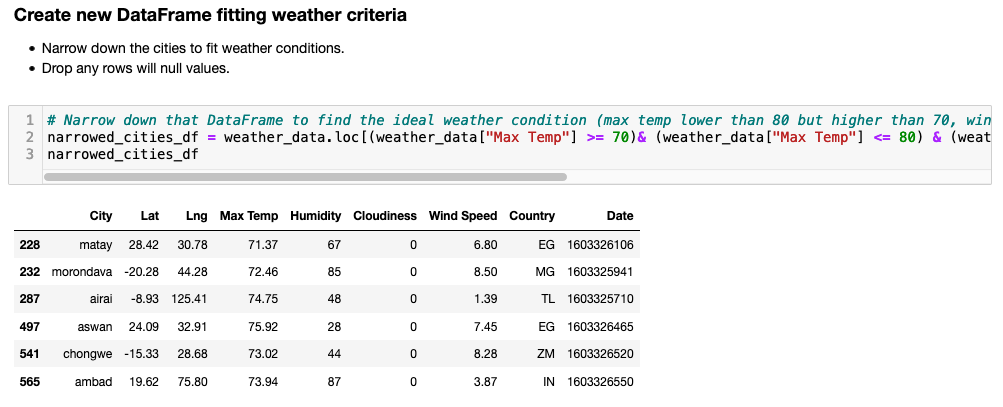 Create new DataFrame fitting weather criteria
• Narrow down the cities to fit weather conditions.
• Drop any rows will null values.
1 # Narrow down that DataFrame to find the ideal weather condition (max temp lower than 80 but higher than 70, win
2 narrowed_cities_df = weather_data.loc[(weather_data["Max Temp"] >= 70)& (weather_data["Max Temp"] <= 80) & (weat
3 narrowed_cities_df
City Lat Lng Max Temp Humidity Cloudiness Wind Speed Country Date
228 matay 28.42 30.78 71.37 67 0 6.80 EG 1603326106
232 morondava -20.28 44.28 72.46 85 0 8.50 MG 1603325941
287 airai -8.93 125.41 74.75 48 0 1.39 TL 1603325710
497 aswan 24.09 32.91 75.92 28 0 7.45 EG 1603326465
541 chongwe -15.33 28.68 73.02 44 0 8.28 ZM 1603326520
565 ambad 19.62 75.80 73.94 87 0 3.87 IN 1603326550